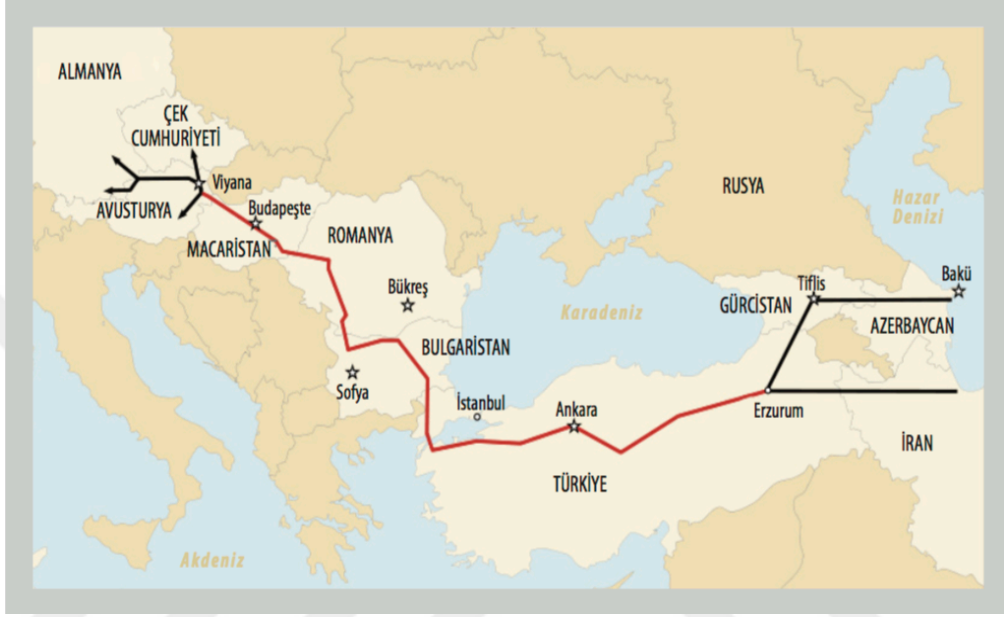 ALMANYA
ÇEK
CUMHURİYETİ
Viyana
AVUSTURYA
Budapeşte
MACARİSTAN
ROMANYA
Bükreş
BULGARİSTAN
Sofya
İstanbul
Ankara
TÜRKİYE
Akdeniz
Karadeniz
RUSYA
Hazar
Denizi
Tiflis
Bakü
GÜRCİSTAN
AZERBAYCAN
Erzurum
İRAN